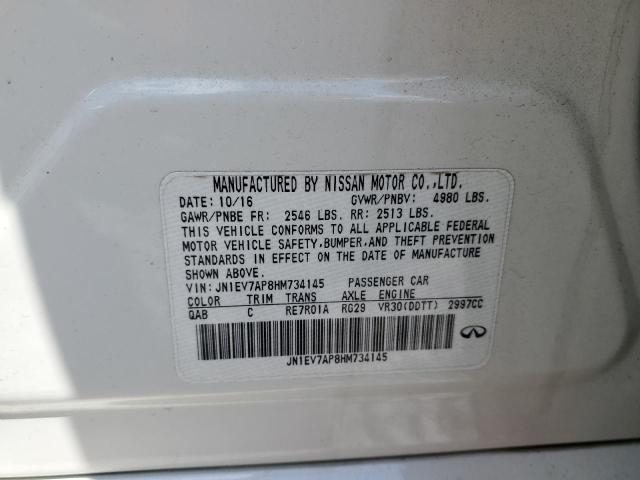 MANUFACTURED BY NISSAN MOTOR CO.,LTD.
DATE: 10/16 GVWR/PNBV: 4980 LBS.
GAWR/PNBE FR: 2546 LBS. RR: 2513 LBS.
THIS VEHICLE CONFORMS TO ALL APPLICABLE FEDERAL
MOTOR VEHICLE SAFETY,BUMPER,AND THEFT PREVENTION
STANDARDS IN EFFECT ON THE DATE OF MANUFACTURE
SHOWN ABOVE.
VIN: JN1EV7AP8HM734145 PASSENGER CAR
COLOR TRIM TRANS AXLE ENGINE
QAB C RE7R01A RG29 VR30(DDTT) 2997CC
JN1EV7AP8HM734145